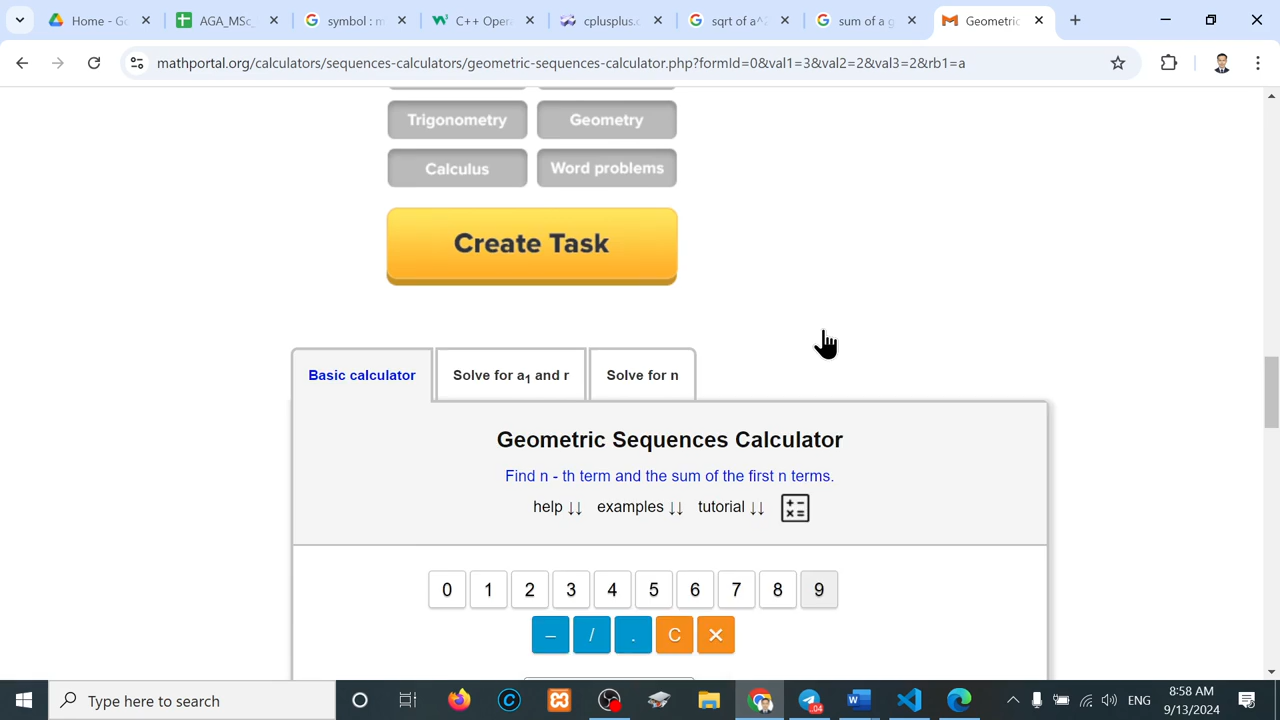 Home - Go
AGA_MSc_
symbol : m
C++ Oper
cplusplus.c
sqrt of a^
sum of a g
Geometric
mathportal.org/calculators/sequences-calculators/geometric-sequences-calculator.php?formId=0&val1=3&val2=2&val3=2&rb1=a
Trigonometry Geometry
Calculus Word problems
Create Task
Basic calculator Solve for a1 and r Solve for n
Geometric Sequences Calculator
Find n - th term and the sum of the first n terms.
help ↓↓ examples ↓↓ tutorial ↓↓
0 1 2 3 4 5 6 7 8 9
– / . C ✕
Type here to search
.04
ENG
8:58 AM
9/13/2024